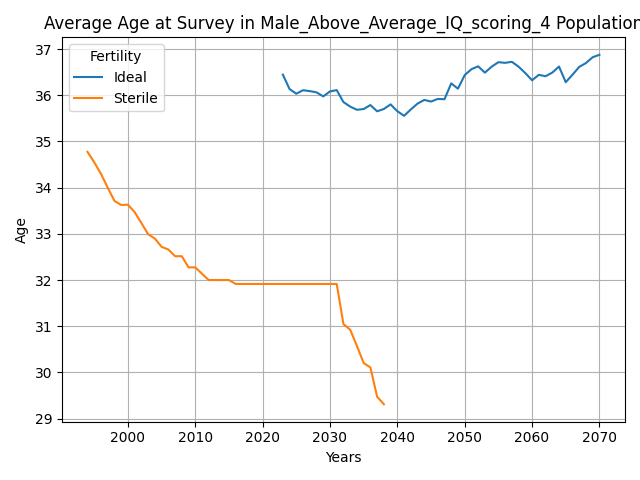 Average Age at Survey in Male_Above_Average_IQ_scoring_4 Population
Fertility
Ideal
Sterile
37
36
35
34
33
32
31
30
29
Age
2000 2010 2020 2030 2040 2050 2060 2070
Years